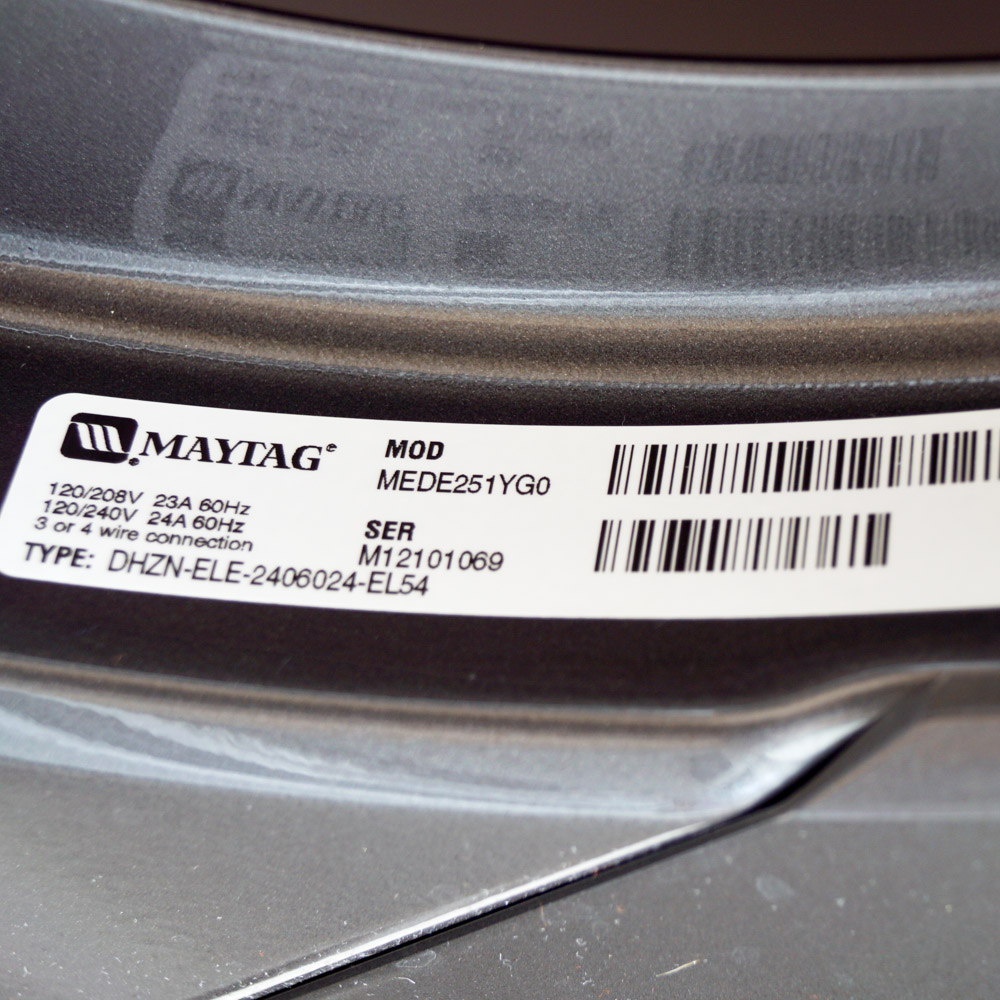 MAYTAG®
MOD
MEDE251YG0
120/208V 23A 60Hz
120/240V 24A 60Hz
3 or 4 wire connection
SER
M12101069
TYPE: DHZN-ELE-2406024-EL54